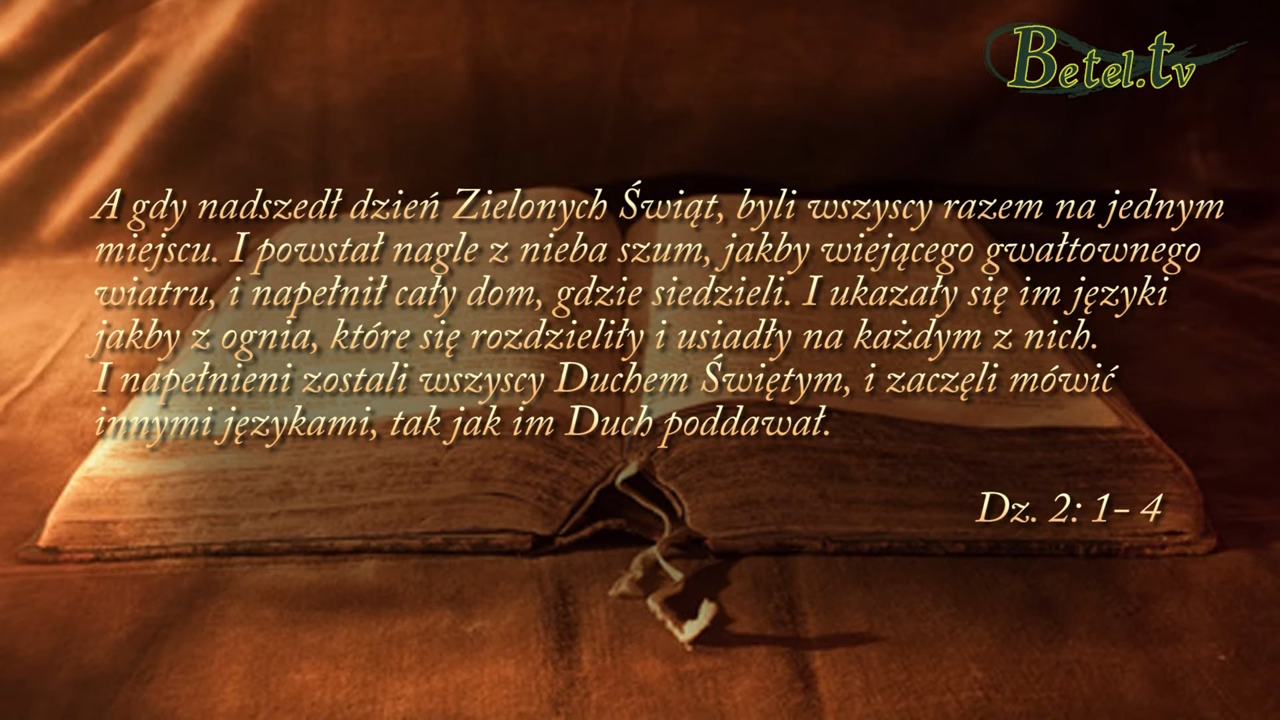 Betel.tv
A gdy nadszedł dzień Zielonych Świąt, byli wszyscy razem na jednym
miejscu. I powstał nagle z nieba szum, jakby wiejącego gwałtownego
wiatru, i napełnił cały dom, gdzie siedzieli. I ukazały się im języki
jakby z ognia, które się rozdzieliły i usiadły na każdym z nich.
I napełnieni zostali wszyscy Duchem Świętym, i zaczęli mówić
innymi językami, tak jak im Duch poddawał.
Dz. 2: 1- 4